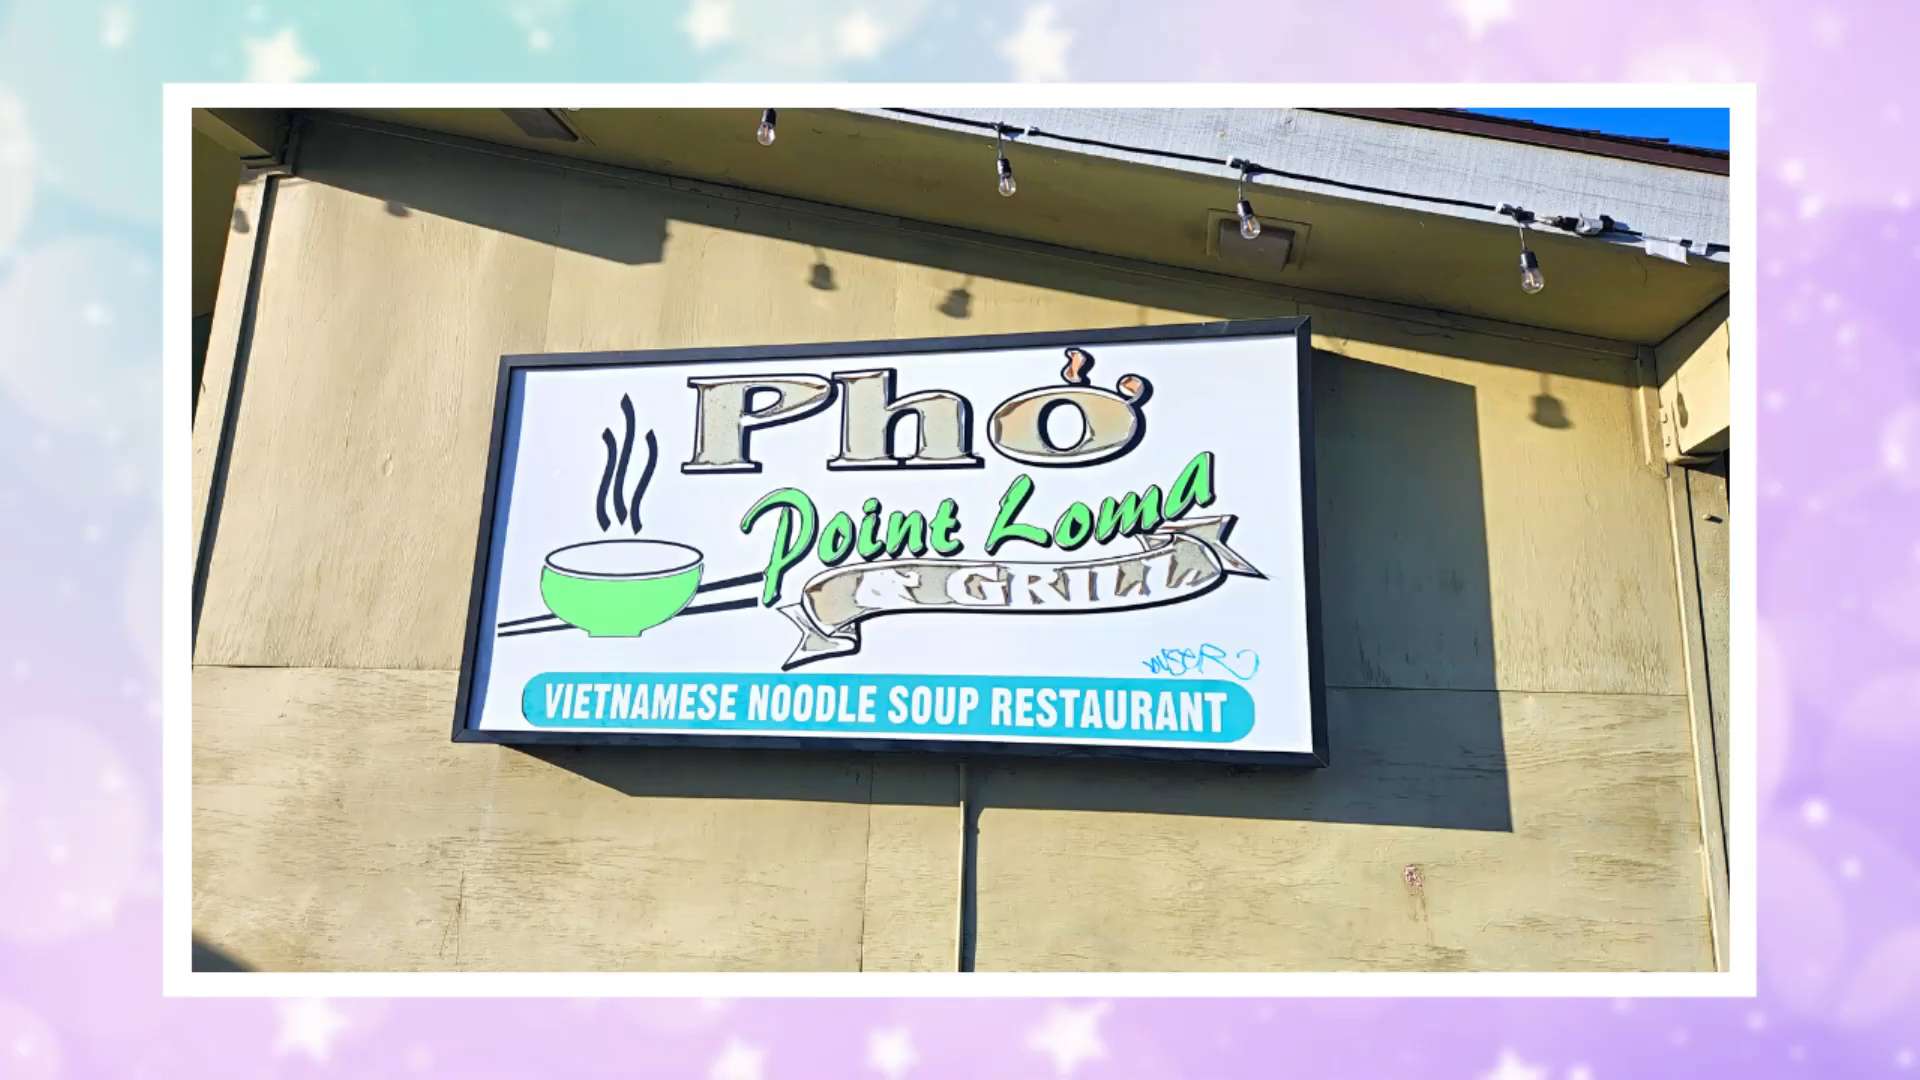 Phở
Point Loma
& GRILL
VIETNAMESE NOODLE SOUP RESTAURANT